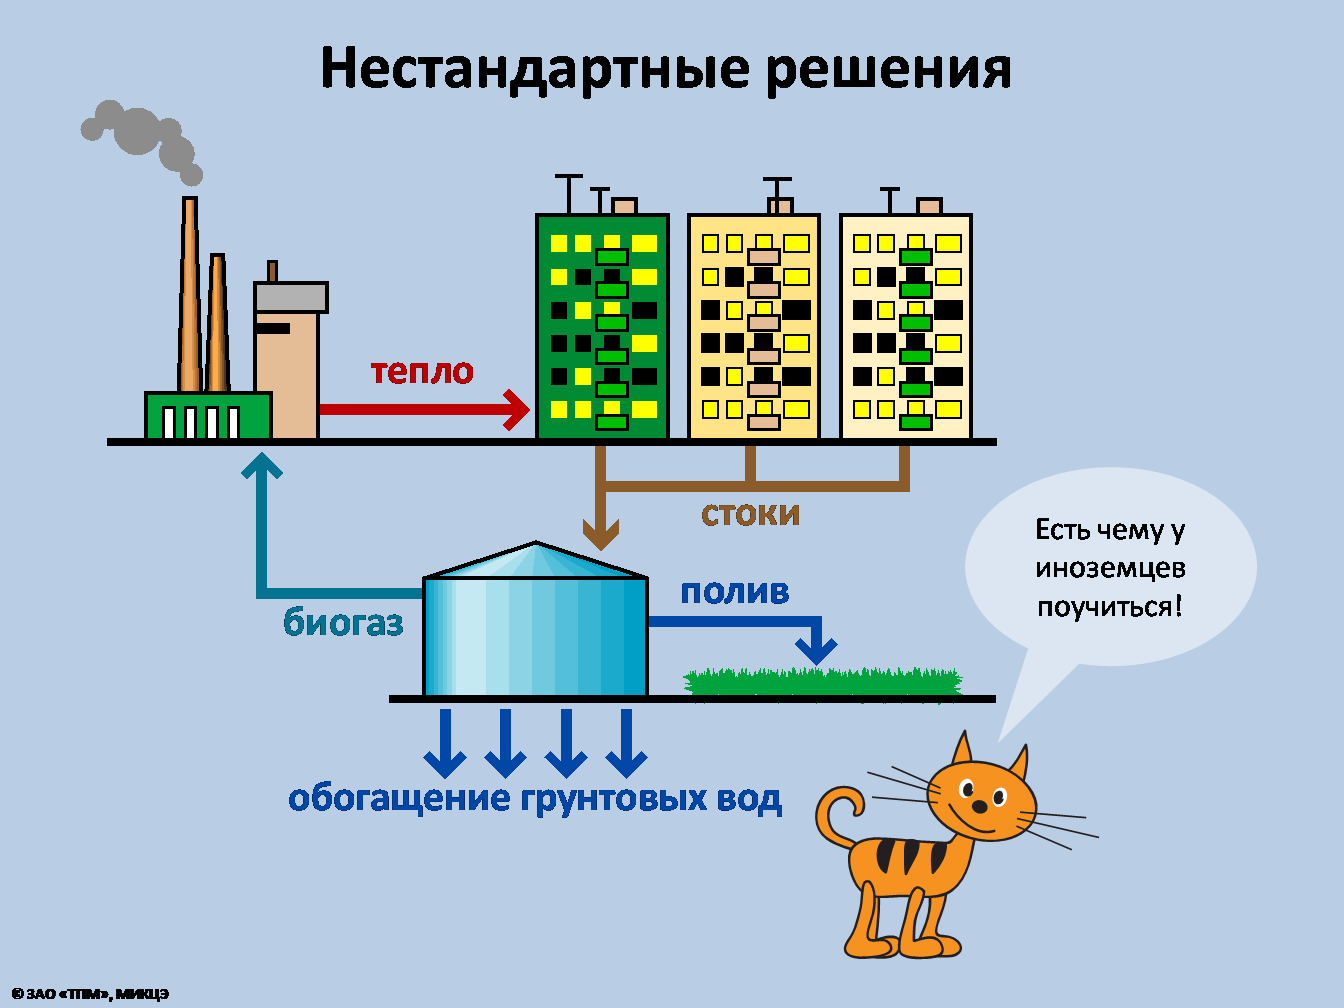 Нестандартные решения
тепло
стоки
Есть чему у
иноземцев
поучиться!
полив
биогаз
обогащение грунтовых вод
© ЗАО «ТПМ», МИКЦЭ